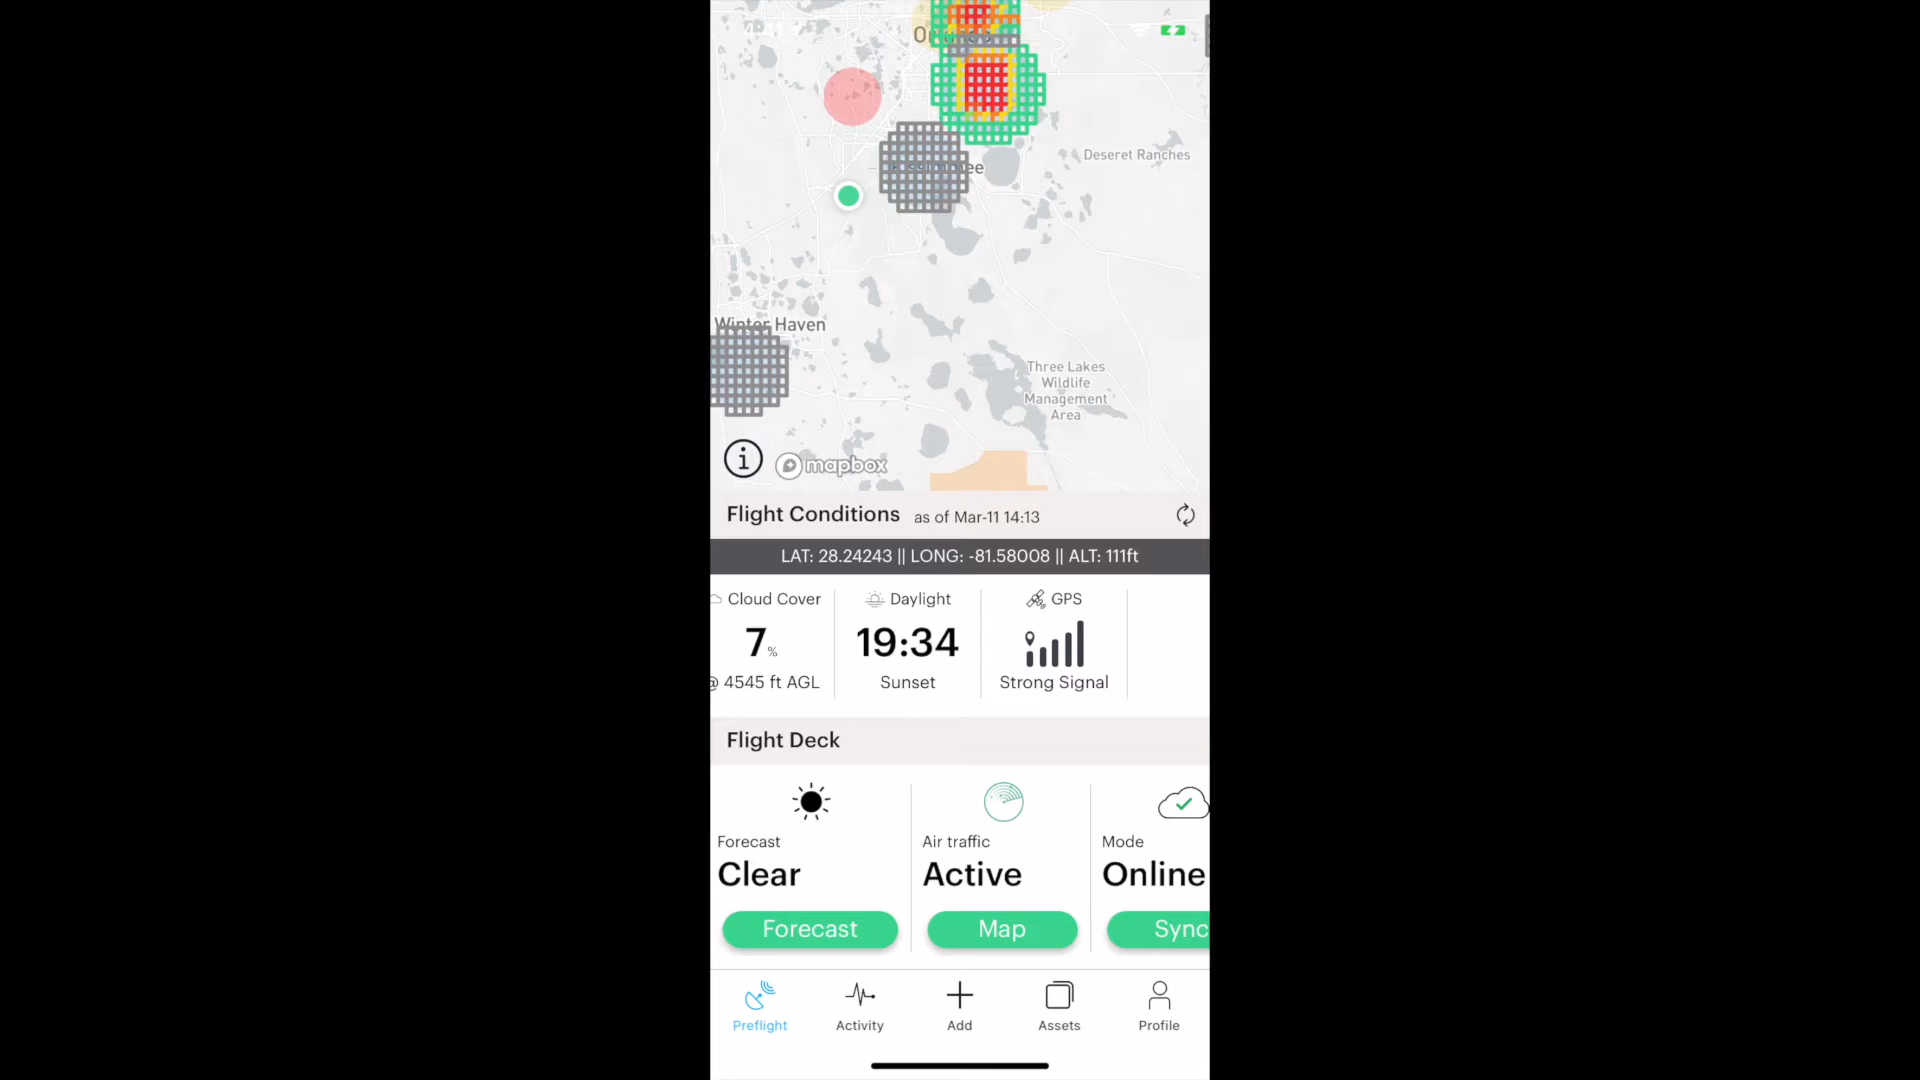 Deseret Ranches
Winter Haven
Three Lakes
Wildlife
Management
Area
i
mapbox
Flight Conditions as of Mar-11 14:13
LAT: 28.24243 || LONG: -81.58008 || ALT: 111ft
Cloud Cover
Daylight
GPS
7%
19:34
@ 4545 ft AGL
Sunset
Strong Signal
Flight Deck
Forecast
Air traffic
Mode
Clear
Active
Online
Forecast
Map
Sync
Preflight
Activity
Add
Assets
Profile